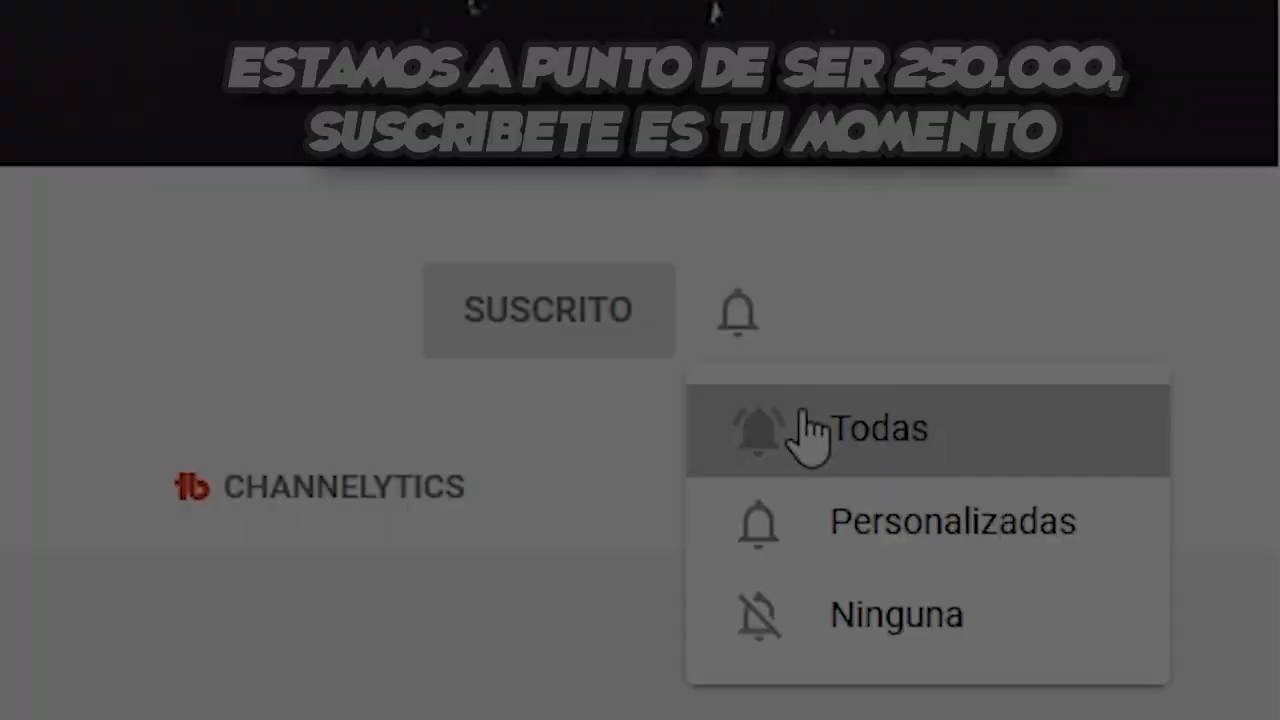 ESTAMOS A PUNTO DE SER 250.000,
SUSCRIBETE ES TU MOMENTO
SUSCRITO
Todas
CHANNELYTICS
Personalizadas
Ninguna